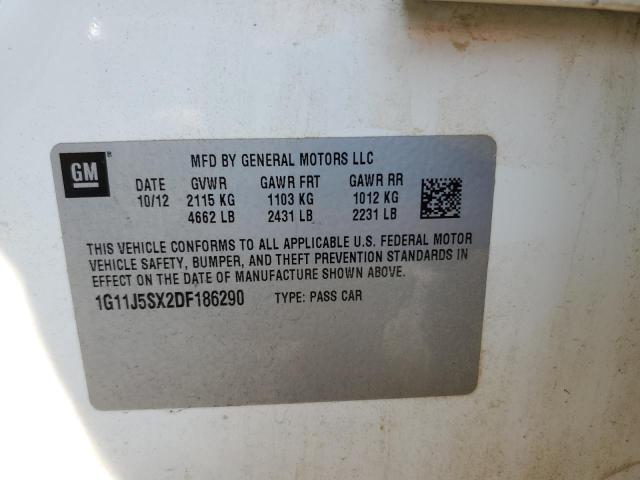 GM
MFD BY GENERAL MOTORS LLC
DATE GVWR GAWR FRT GAWR RR
10/12 2115 KG 1103 KG 1012 KG
4662 LB 2431 LB 2231 LB
THIS VEHICLE CONFORMS TO ALL APPLICABLE U.S. FEDERAL MOTOR
VEHICLE SAFETY, BUMPER, AND THEFT PREVENTION STANDARDS IN
EFFECT ON THE DATE OF MANUFACTURE SHOWN ABOVE.
1G11J5SX2DF186290 TYPE: PASS CAR